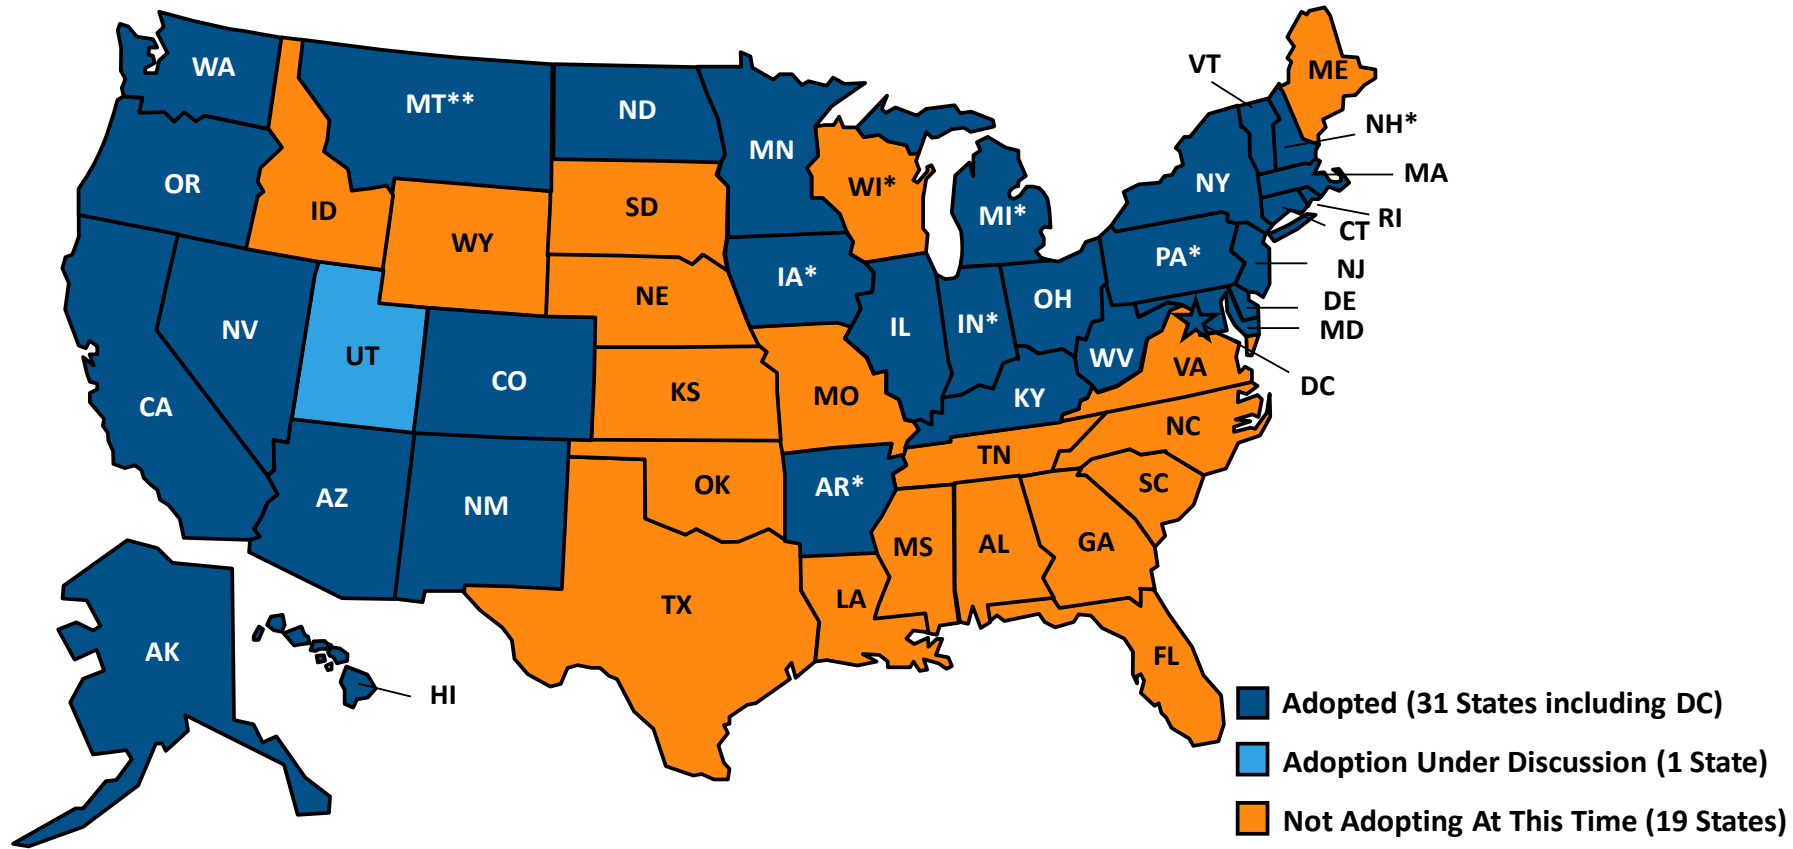 WA
MT**
ND
MN
VT
ME
NH*
MA
OR
ID
SD
WI*
MI*
NY
RI
CT
WY
IA*
PA*
NJ
NE
DE
NV
UT
IL
IN*
OH
MD
CO
KS
MO
WV
VA
DC
CA
KY
NC
TN
SC
AZ
NM
OK
AR*
MS
AL
GA
TX
LA
AK
HI
FL
Adopted (31 States including DC)
Adoption Under Discussion (1 State)
Not Adopting At This Time (19 States)